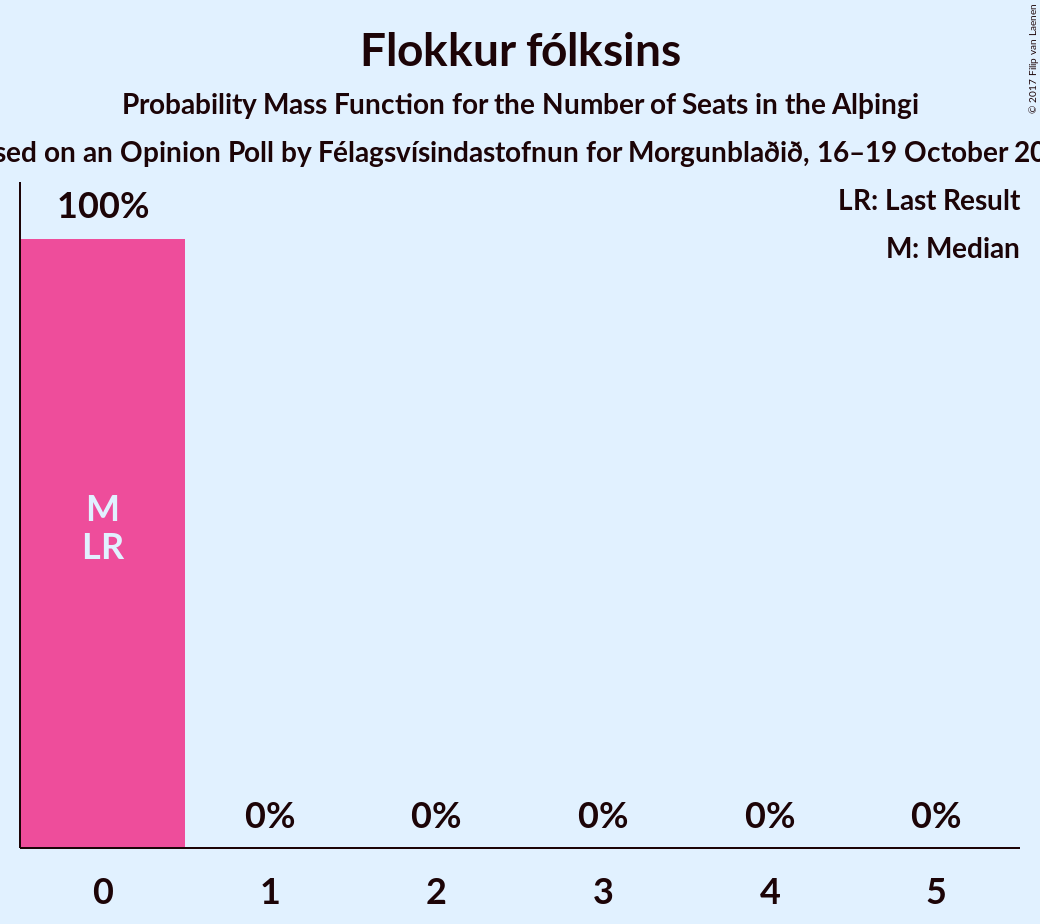 Flokkur fólksins
Probability Mass Function for the Number of Seats in the Alþingi
on an Opinion Poll by Félagsvísindastofnun for Morgunblaðið, 16–19 October
LR: Last Result
M: Median
100%
M
LR
0% 0% 0% 0% 0%
0 1 2 3 4 5
© 2017 Filip van Laenen